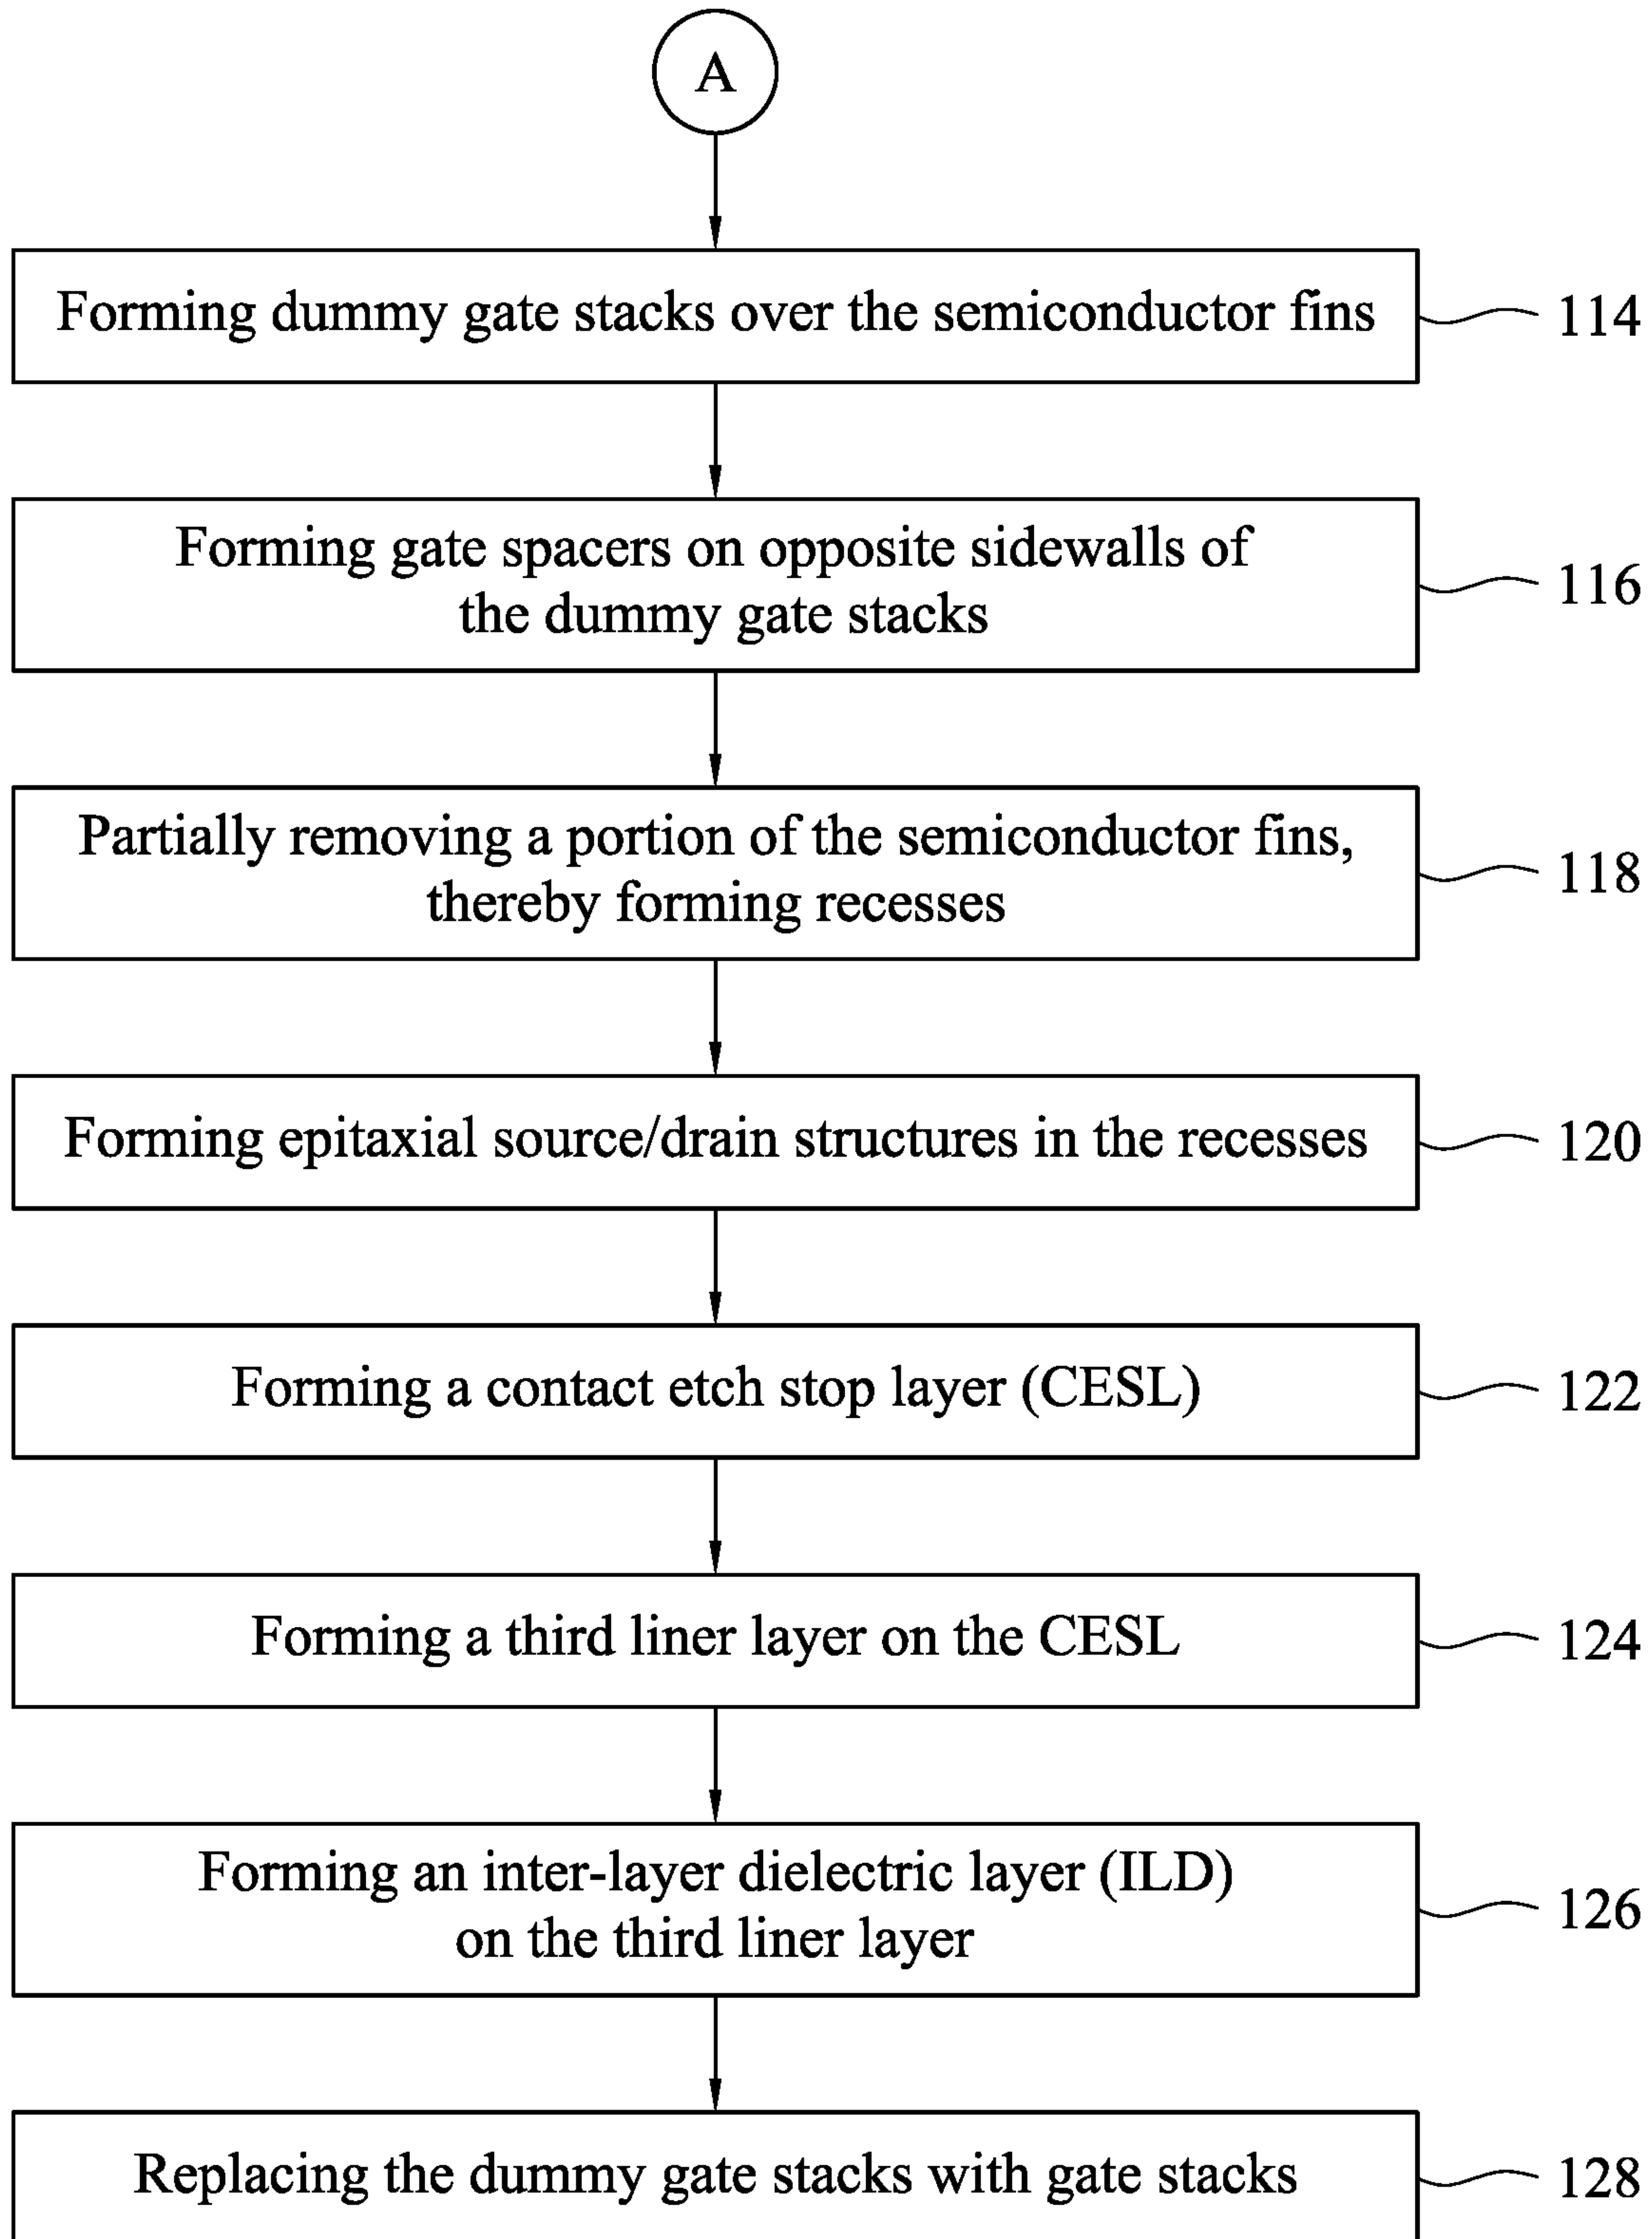 A
Forming dummy gate stacks over the semiconductor fins
114
Forming gate spacers on opposite sidewalls of
the dummy gate stacks
116
Partially removing a portion of the semiconductor fins,
thereby forming recesses
118
Forming epitaxial source/drain structures in the recesses
120
Forming a contact etch stop layer (CESL)
122
Forming a third liner layer on the CESL
124
Forming an inter-layer dielectric layer (ILD)
on the third liner layer
126
Replacing the dummy gate stacks with gate stacks
128